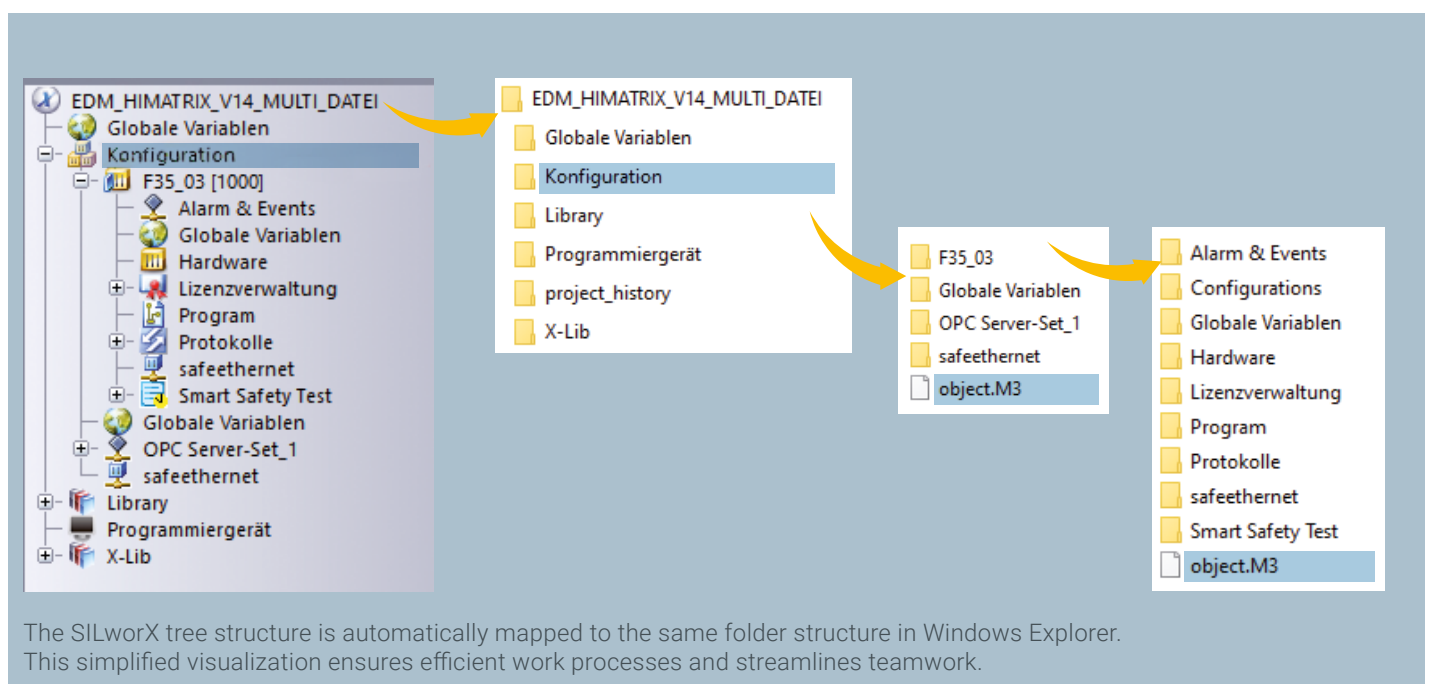 EDM_HIMATRIX_V14_MULTI_DATEI
Globale Variablen
Konfiguration
F35_03 [1000]
Alarm & Events
Globale Variablen
Hardware
Lizenzverwaltung
Program
Protokolle
safeethernet
Smart Safety Test
Globale Variablen
OPC Server-Set_1
safeethernet
Library
Programmiergerät
X-Lib
EDM_HIMATRIX_V14_MULTI_DATEI
Globale Variablen
Konfiguration
Library
Programmiergerät
project_history
X-Lib
F35_03
Globale Variablen
OPC Server-Set_1
safeethernet
object.M3
Alarm & Events
Configurations
Globale Variablen
Hardware
Lizenzverwaltung
Program
Protokolle
safeethernet
Smart Safety Test
object.M3
The SILworX tree structure is automatically mapped to the same folder structure in Windows Explorer.
This simplified visualization ensures efficient work processes and streamlines teamwork.